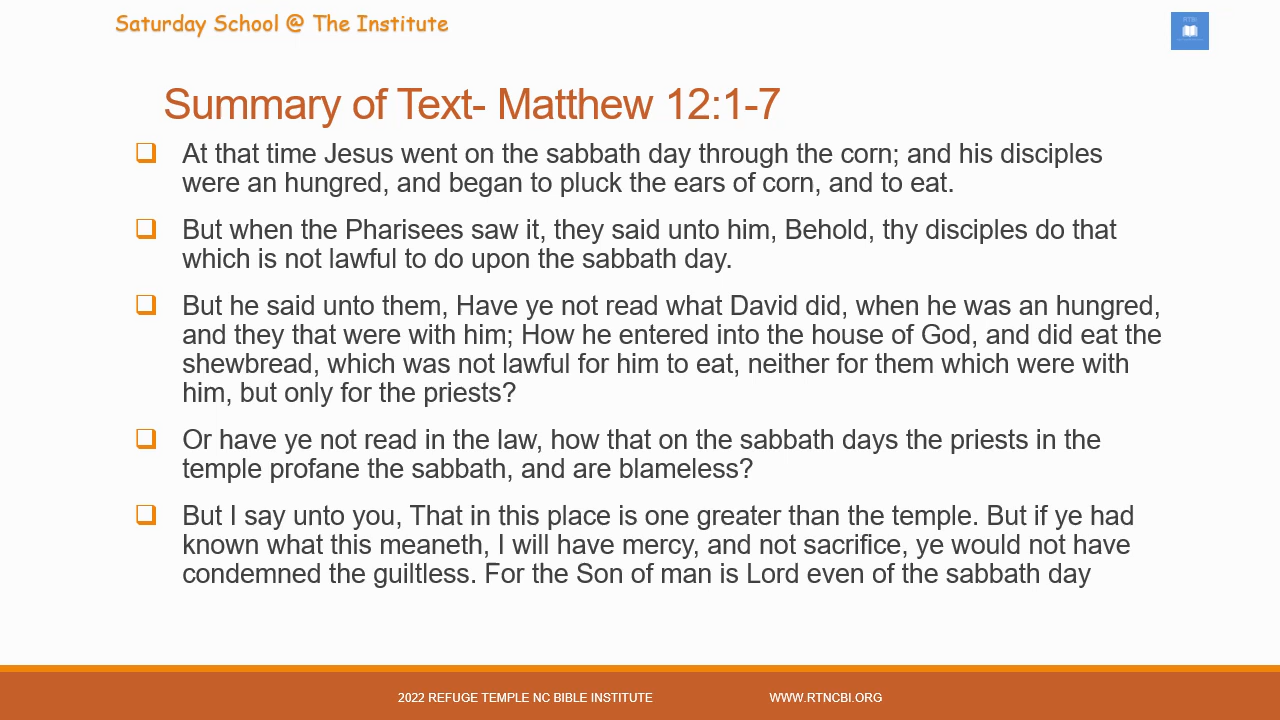 Saturday School @ The Institute
RTBI
Summary of Text- Matthew 12:1-7
At that time Jesus went on the sabbath day through the corn; and his disciples
were an hungred, and began to pluck the ears of corn, and to eat.
But when the Pharisees saw it, they said unto him, Behold, thy disciples do that
which is not lawful to do upon the sabbath day.
But he said unto them, Have ye not read what David did, when he was an hungred,
and they that were with him; How he entered into the house of God, and did eat the
shewbread, which was not lawful for him to eat, neither for them which were with
him, but only for the priests?
Or have ye not read in the law, how that on the sabbath days the priests in the
temple profane the sabbath, and are blameless?
But I say unto you, That in this place is one greater than the temple. But if ye had
known what this meaneth, I will have mercy, and not sacrifice, ye would not have
condemned the guiltless. For the Son of man is Lord even of the sabbath day
2022 REFUGE TEMPLE NC BIBLE INSTITUTE WWW.RTNCBI.ORG